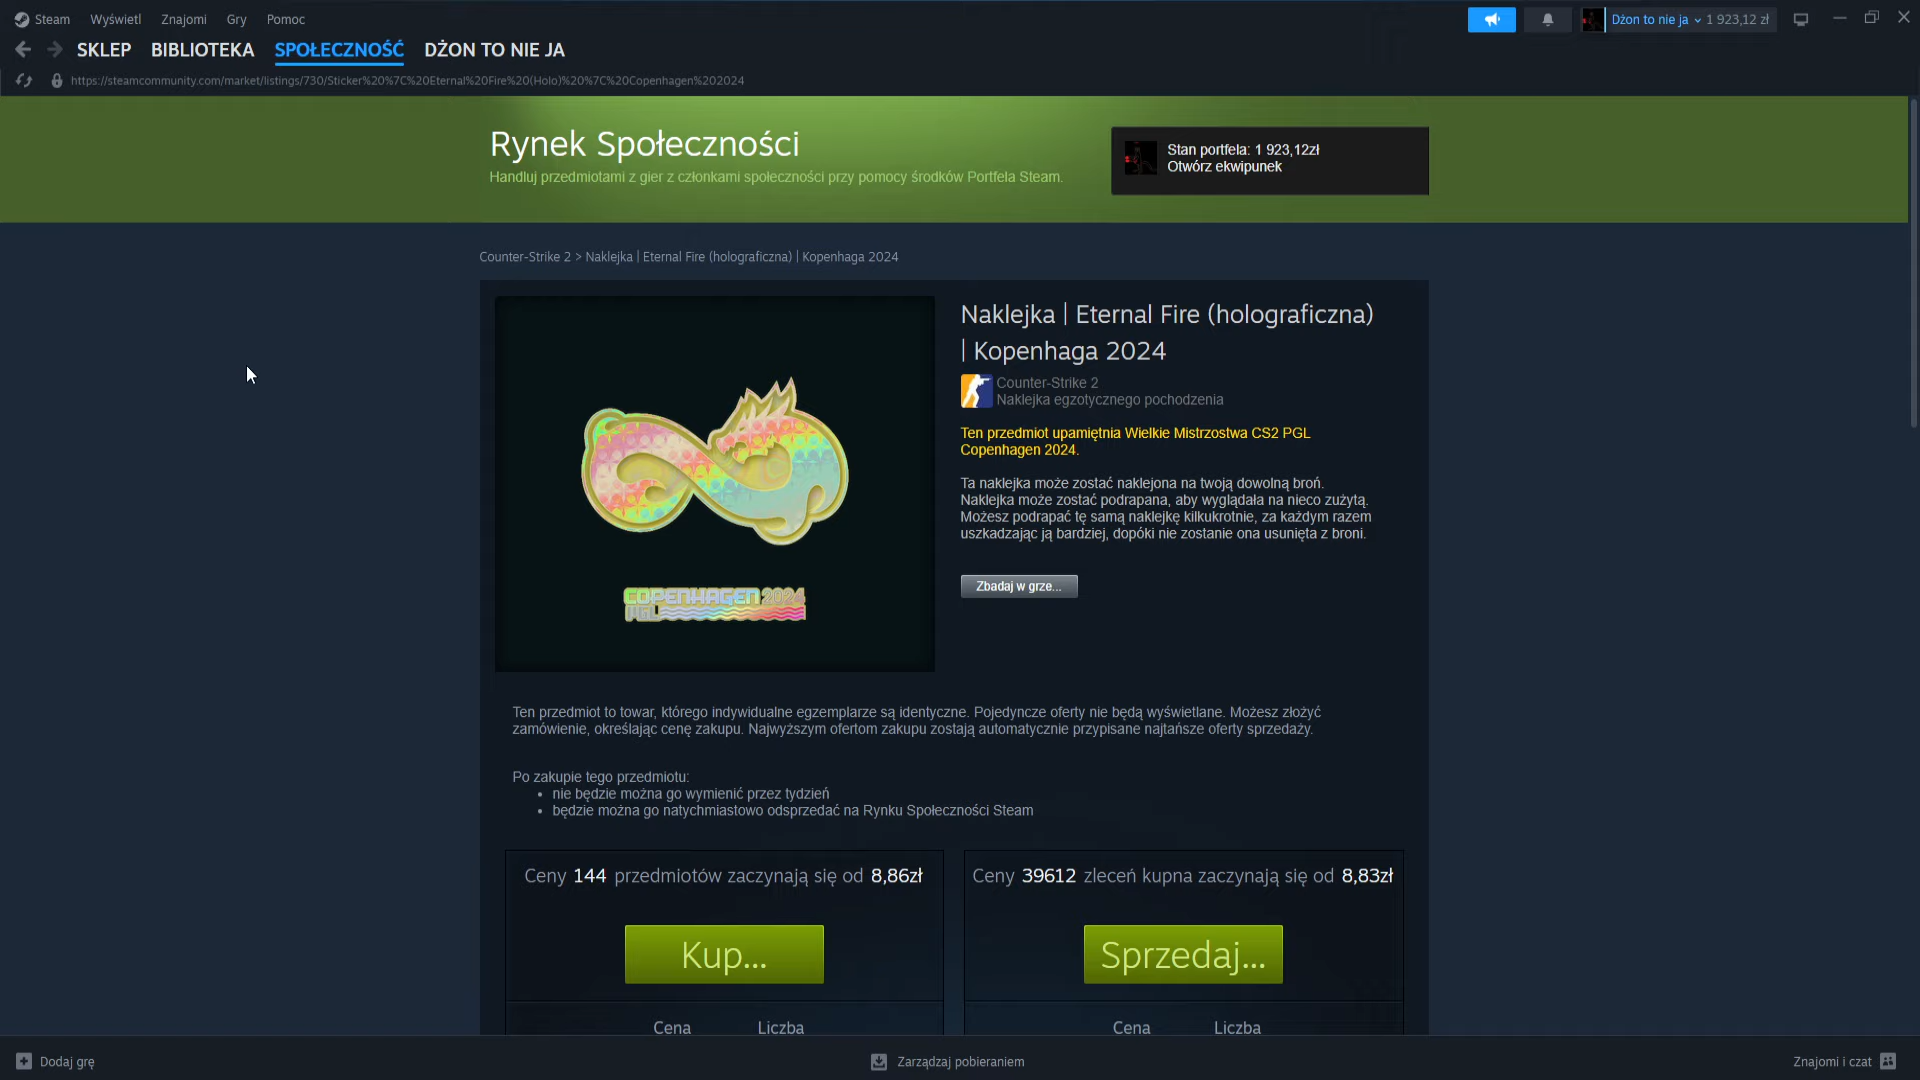 Steam Wyświetl Znajomi Gry Pomoc
Dżon to nie ja 1 923,12 zł
SKLEP BIBLIOTEKA SPOŁECZNOŚĆ DŻON TO NIE JA
https://steamcommunity.com/market/listings/730/Sticker%20%7C%20Eternal%20Fire%20(Holo)%20%7C%20Copenhagen%202024
Rynek Społeczności
Handluj przedmiotami z gier z członkami społeczności przy pomocy środków Portfela Steam.
Stan portfela: 1 923,12zł
Otwórz ekwipunek
Counter-Strike 2 > Naklejka | Eternal Fire (holograficzna) | Kopenhaga 2024
COPENHAGEN 2024
PGL
Naklejka | Eternal Fire (holograficzna)
| Kopenhaga 2024
Counter-Strike 2
Naklejka egzotycznego pochodzenia
Ten przedmiot upamiętnia Wielkie Mistrzostwa CS2 PGL
Copenhagen 2024.
Ta naklejka może zostać naklejona na twoją dowolną broń.
Naklejka może zostać podrapana, aby wyglądała na nieco zużytą.
Możesz podrapać tę samą naklejkę kilkukrotnie, za każdym razem
uszkadzając ją bardziej, dopóki nie zostanie ona usunięta z broni.
Zbadaj w grze...
Ten przedmiot to towar, którego indywidualne egzemplarze są identyczne. Pojedyncze oferty nie będą wyświetlane. Możesz złożyć
zamówienie, określając cenę zakupu. Najwyższym ofertom zakupu zostają automatycznie przypisane najtańsze oferty sprzedaży.
Po zakupie tego przedmiotu:
• nie będzie można go wymienić przez tydzień
• będzie można go natychmiastowo odsprzedać na Rynku Społeczności Steam
Ceny 144 przedmiotów zaczynają się od 8,86zł
Kup...
Cena Liczba
Ceny 39612 zleceń kupna zaczynają się od 8,83zł
Sprzedaj...
Cena Liczba
Dodaj grę
Zarządzaj pobieraniem
Znajomi i czat